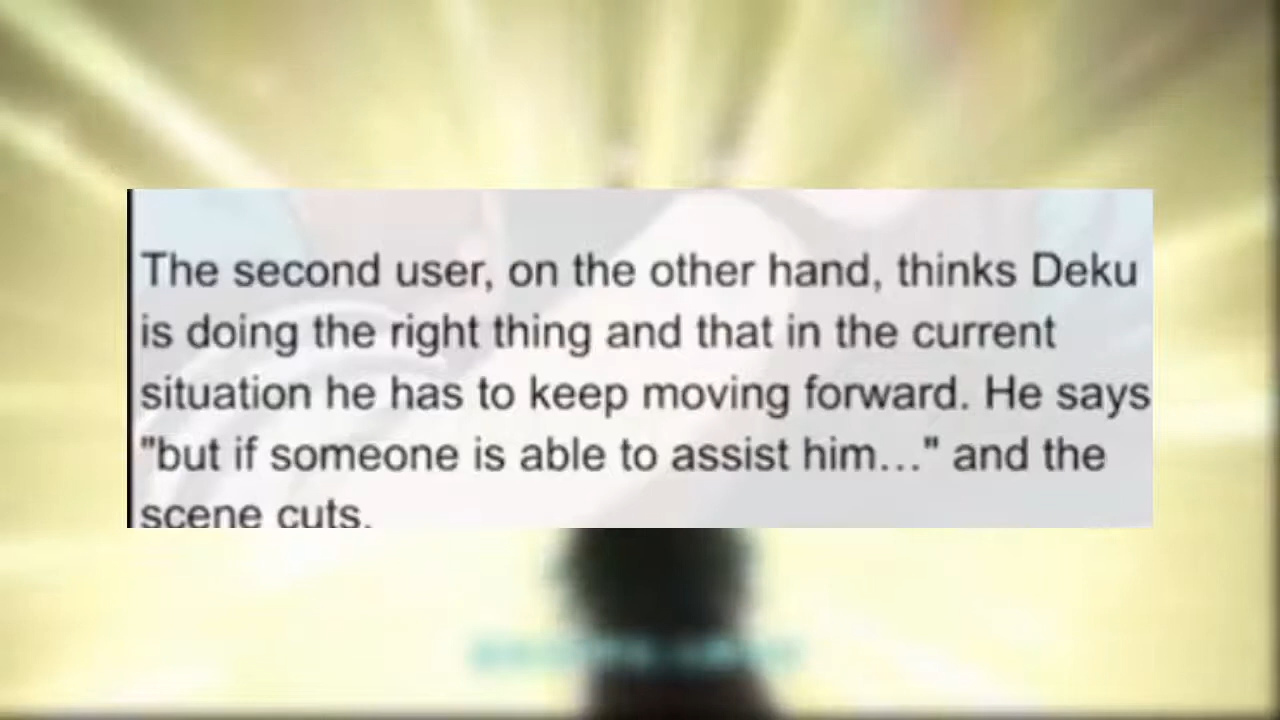 The second user, on the other hand, thinks Deku
is doing the right thing and that in the current
situation he has to keep moving forward. He says
"but if someone is able to assist him…" and the
scene cuts.